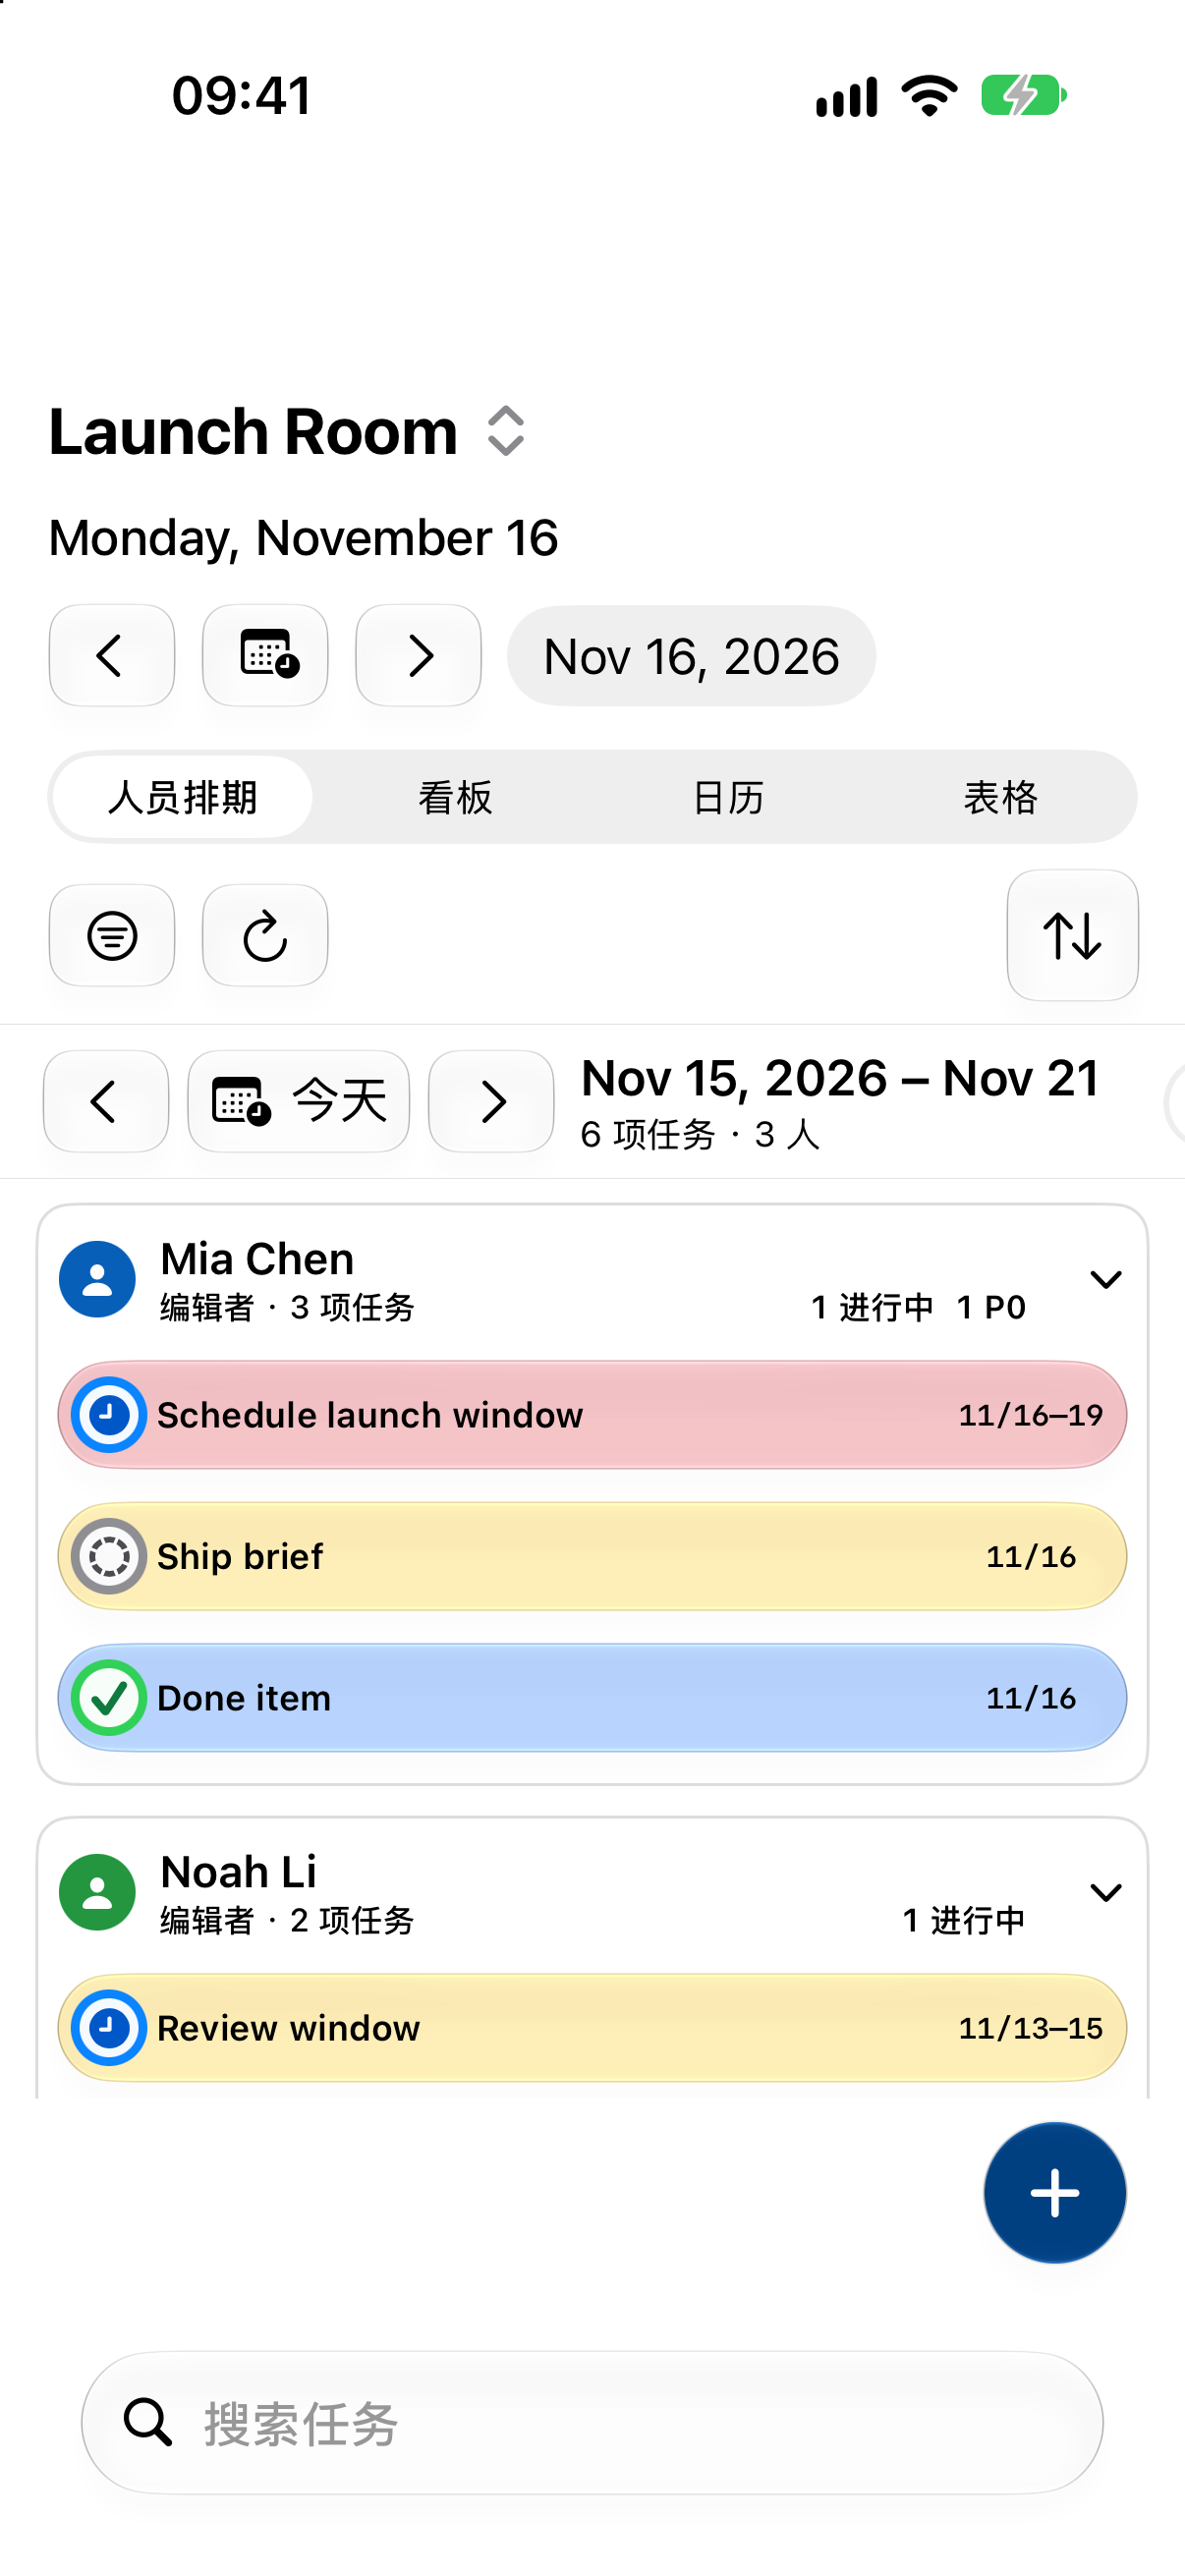 09:41
Launch Room
Monday, November 16
Nov 16, 2026
人员排期 看板 日历 表格
今天
Nov 15, 2026 – Nov 21
6 项任务 · 3 人
Mia Chen
编辑者 · 3 项任务 1 进行中 1 P0
Schedule launch window 11/16–19
Ship brief 11/16
Done item 11/16
Noah Li
编辑者 · 2 项任务 1 进行中
Review window 11/13–15
搜索任务